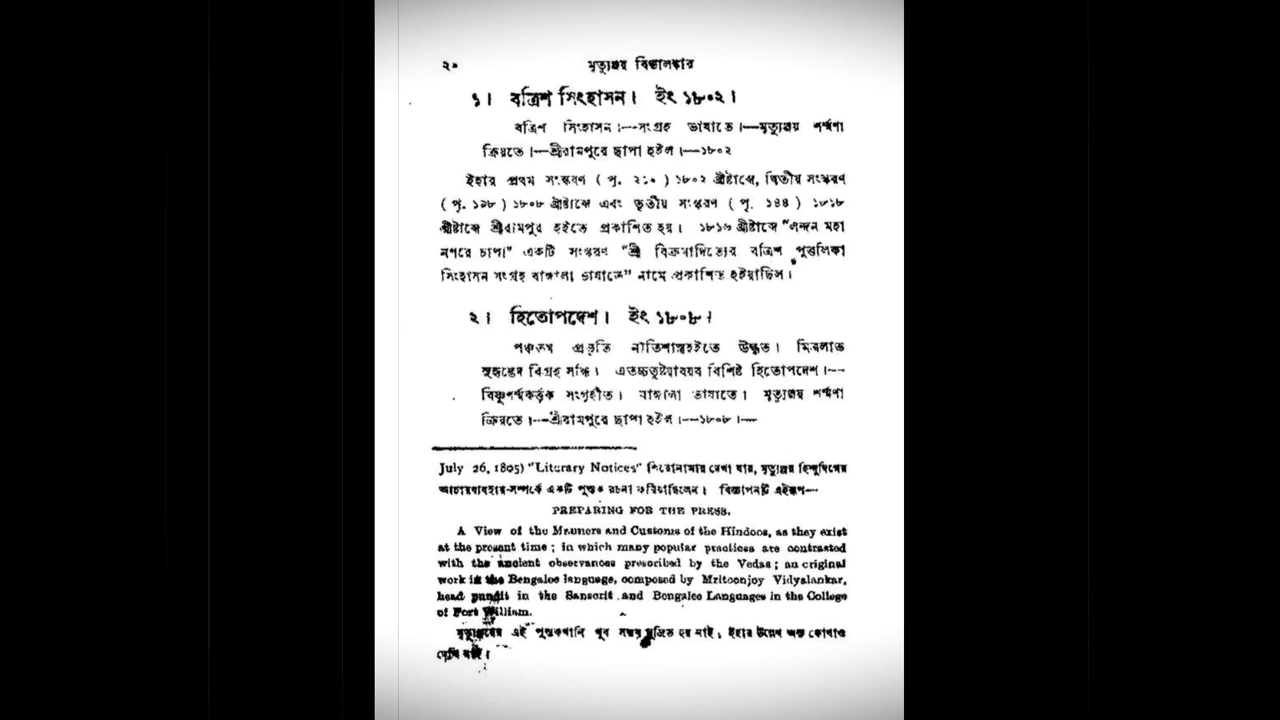 ২০ মৃত্যুঞ্জয় বিদ্যালঙ্কার
১। বত্রিশ সিংহাসন। ইং ১৮০২।
বত্রিশ সিংহাসন।—সংগ্রহ ভাষাতে।—মৃত্যুঞ্জয় শর্ম্মণা
ক্রিয়তে।—শ্রীরামপুরে ছাপা হইল।—১৮০২
ইহার প্রথম সংস্করণ ( পৃ. ২১০ ) ১৮০২ খ্রীষ্টাব্দে, দ্বিতীয় সংস্করণ
( পৃ. ১৯৮ ) ১৮০৮ খ্রীষ্টাব্দে এবং তৃতীয় সংস্করণ ( পৃ. ১৪৪ ) ১৮১৮
খ্রীষ্টাব্দে শ্রীরামপুর হইতে প্রকাশিত হয়। ১৮১৬ খ্রীষ্টাব্দে "লন্দন মহা
নগরে চাপা" একটি সংস্করণ "শ্রী বিক্রমাদিত্যের বত্রিশ পুত্তলিকা
সিংহাসন সংগ্রহ বাঙ্গালা ভাষাতে" নামে প্রকাশিত হইয়াছিল।
২। হিতোপদেশ। ইং ১৮০৮।
পঞ্চতন্ত্র প্রভৃতি নীতিশাস্ত্রহইতে উদ্ধৃত। মিত্রলাভ
সুহৃদ্ভেদ বিগ্রহ সন্ধি। এতচ্চতুষ্টয়াবয়ব বিশিষ্ট হিতোপদেশ।—
বিষ্ণুশর্ম্মকর্ত্তৃক সংগৃহীত। বাঙ্গালা ভাষাতে। মৃত্যুঞ্জয় শর্ম্মণা
ক্রিয়তে।—শ্রীরামপুরে ছাপা হইল।—১৮০৮।—
July 26, 1805) "Literary Notices" শিরোনামায় দেখা যায়, মৃত্যুঞ্জয় হিন্দুদিগের
আচারব্যবহার-সম্পর্কে একটি পুস্তক রচনা করিয়াছিলেন। বিজ্ঞাপনটি এইরূপ—
PREPARING FOR THE PRESS.
A View of the Manners and Customs of the Hindoos, as they exist
at the present time ; in which many popular practices are contrasted
with the ancient observances prescribed by the Vedas ; an original
work in the Bengalee language, composed by Mritoonjoy Vidyalankar,
head pundit in the Sanscrit and Bengalee Languages in the College
of Fort William.
মৃত্যুঞ্জয়ের এই পুস্তকখানি খুব সম্ভব মুদ্রিত হয় নাই, ইহার উল্লেখ অন্য কোথাও
দেখি নাই।